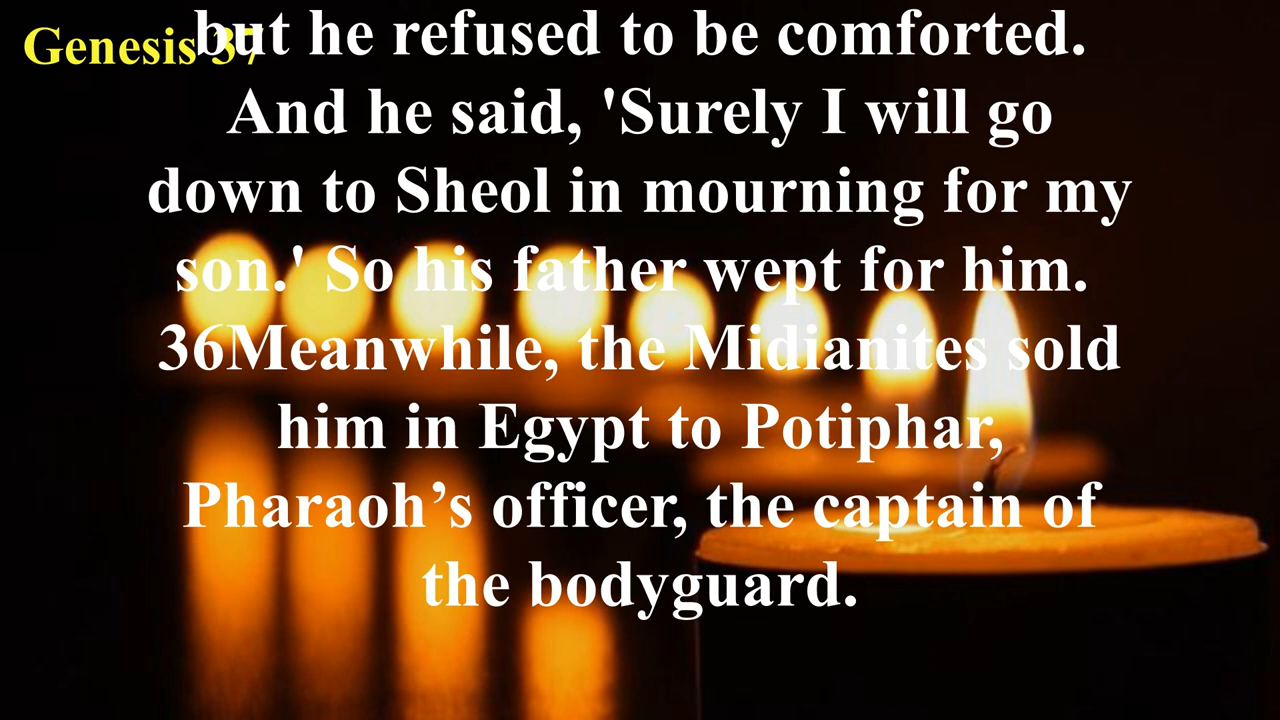 Genesis 37
but he refused to be comforted.
And he said, 'Surely I will go
down to Sheol in mourning for my
son.' So his father wept for him.
36Meanwhile, the Midianites sold
him in Egypt to Potiphar,
Pharaoh’s officer, the captain of
the bodyguard.